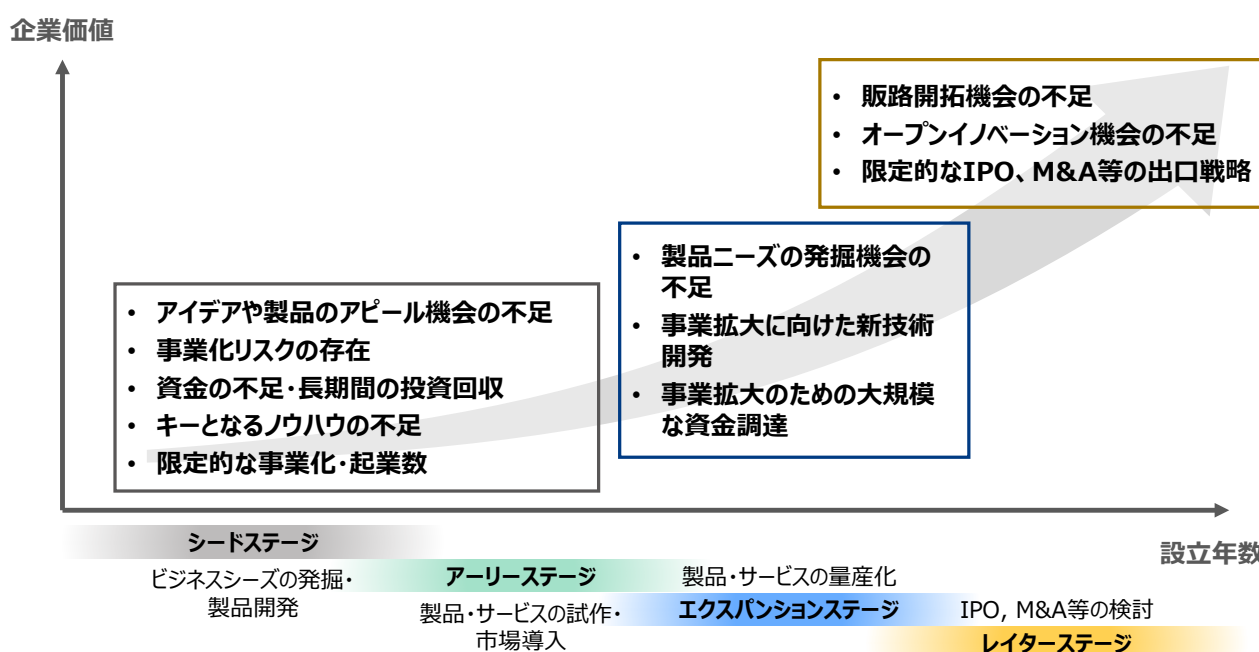 企業価値
• 販路開拓機会の不足
• オープンイノベーション機会の不足
• 限定的なIPO、M&A等の出口戦略
• 製品ニーズの発掘機会の
不足
• 事業拡大に向けた新技術
開発
• 事業拡大のための大規模
な資金調達
• アイデアや製品のアピール機会の不足
• 事業化リスクの存在
• 資金の不足・長期間の投資回収
• キーとなるノウハウの不足
• 限定的な事業化・起業数
設立年数
シードステージ
ビジネスシーズの発掘・
製品開発
アーリーステージ
製品・サービスの試作・
市場導入
製品・サービスの量産化
エクスパンションステージ
IPO, M&A等の検討
レイターステージ